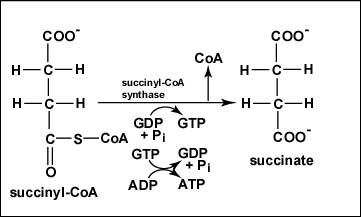 COO⁻
H—C—H
H—C—H
C—S—CoA
O
succinyl-CoA
succinyl-CoA
synthase
CoA
GDP
+ Pi
GTP
GTP
GDP
+ Pi
ADP
ATP
COO⁻
H—C—H
H—C—H
COO⁻
succinate